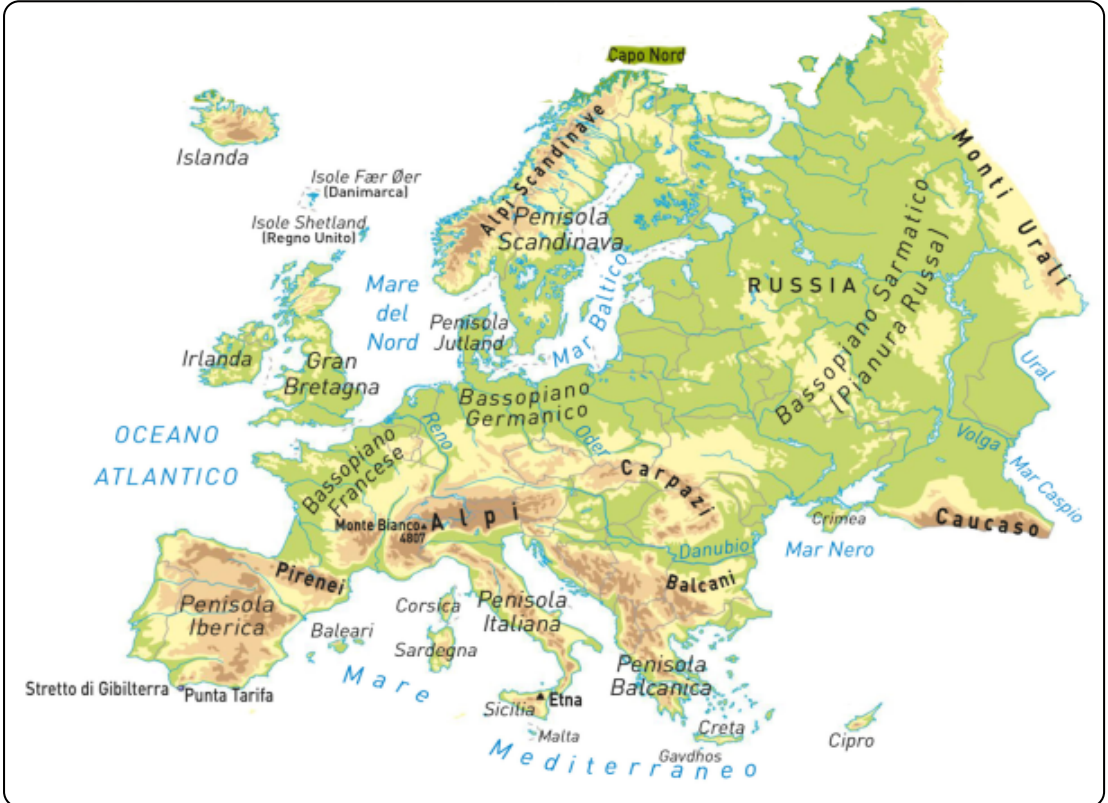 Capo Nord
Islanda
Isole Fær Øer
(Danimarca)
Isole Shetland
(Regno Unito)
Alpi Scandinave
Penisola
Scandinava
Monti Urali
Mare
del
Nord
Penisola
Jutland
Mar Baltico
RUSSIA
Bassopiano Sarmatico
(Pianura Russa)
Irlanda
Gran
Bretagna
Bassopiano
Germanico
Ural
OCEANO
ATLANTICO
Bassopiano
Francese
Reno
Oder
Carpazi
Volga
Mar Caspio
Monte Bianco
4807
Alpi
Crimea
Caucaso
Danubio
Mar Nero
Pirenei
Balcani
Penisola
Iberica
Baleari
Corsica
Sardegna
Penisola
Italiana
Penisola
Balcanica
Stretto di Gibilterra
Punta Tarifa
Etna
Sicilia
Malta
Creta
Gavdhos
Cipro
Mare
Mediterraneo